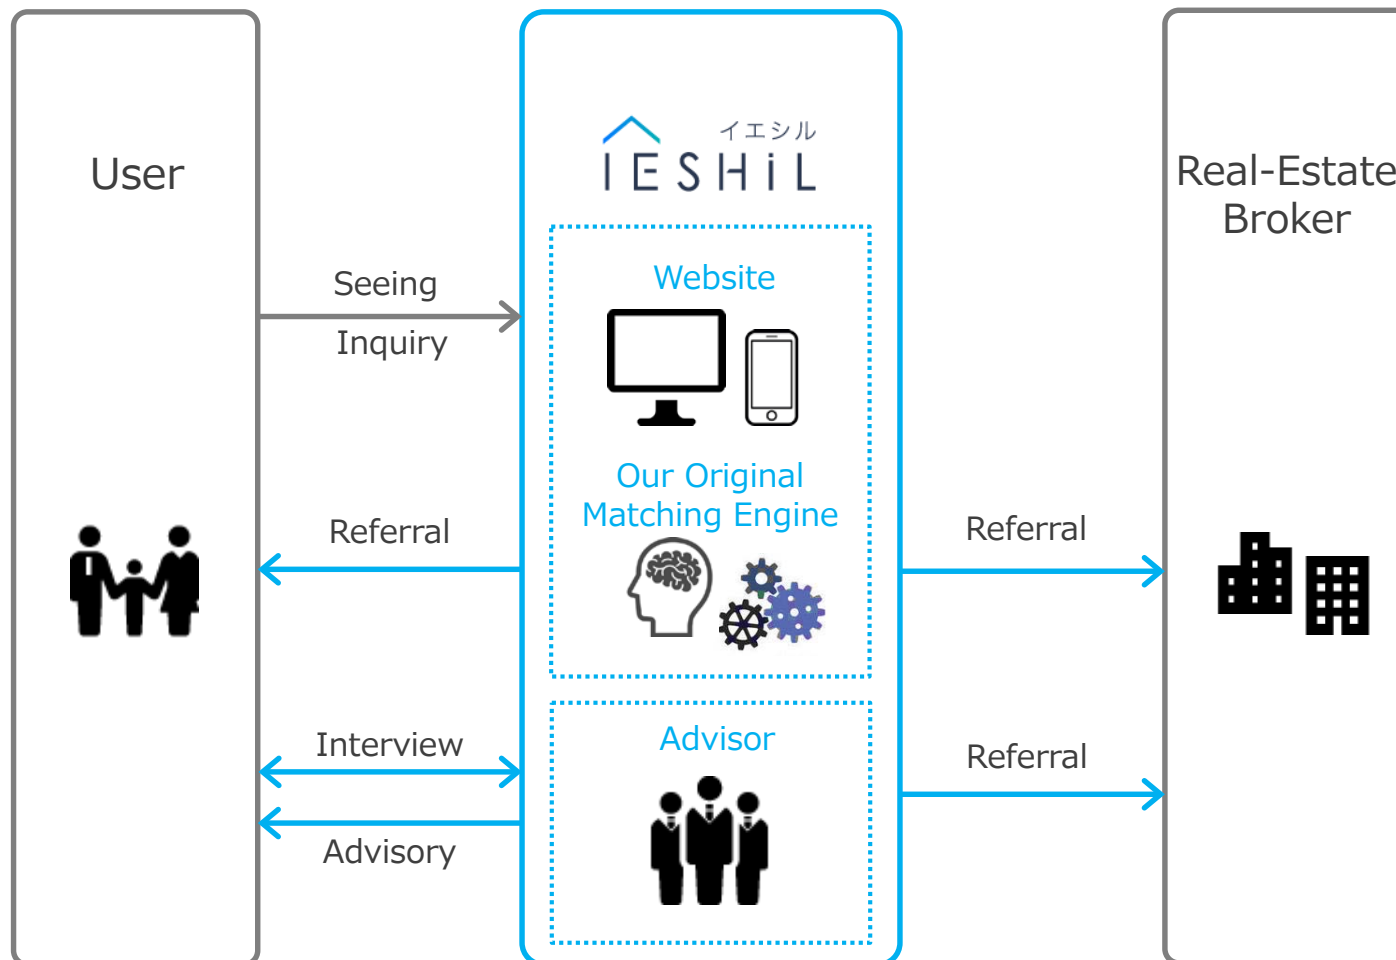 User
イエシル
IESHiL
Real-Estate
Broker
Seeing
Inquiry
Website
Our Original
Matching Engine
Referral
Referral
Interview
Advisory
Advisor
Referral